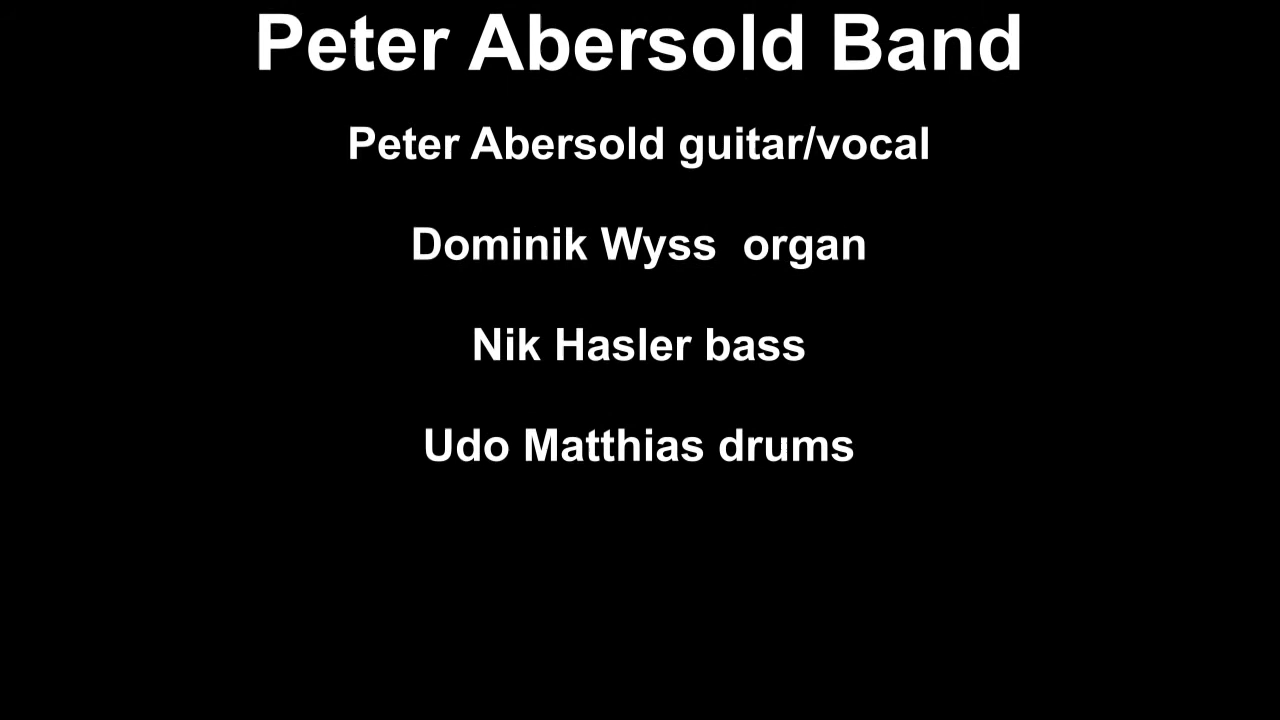 Peter Abersold Band
Peter Abersold guitar/vocal
Dominik Wyss  organ
Nik Hasler bass
Udo Matthias drums